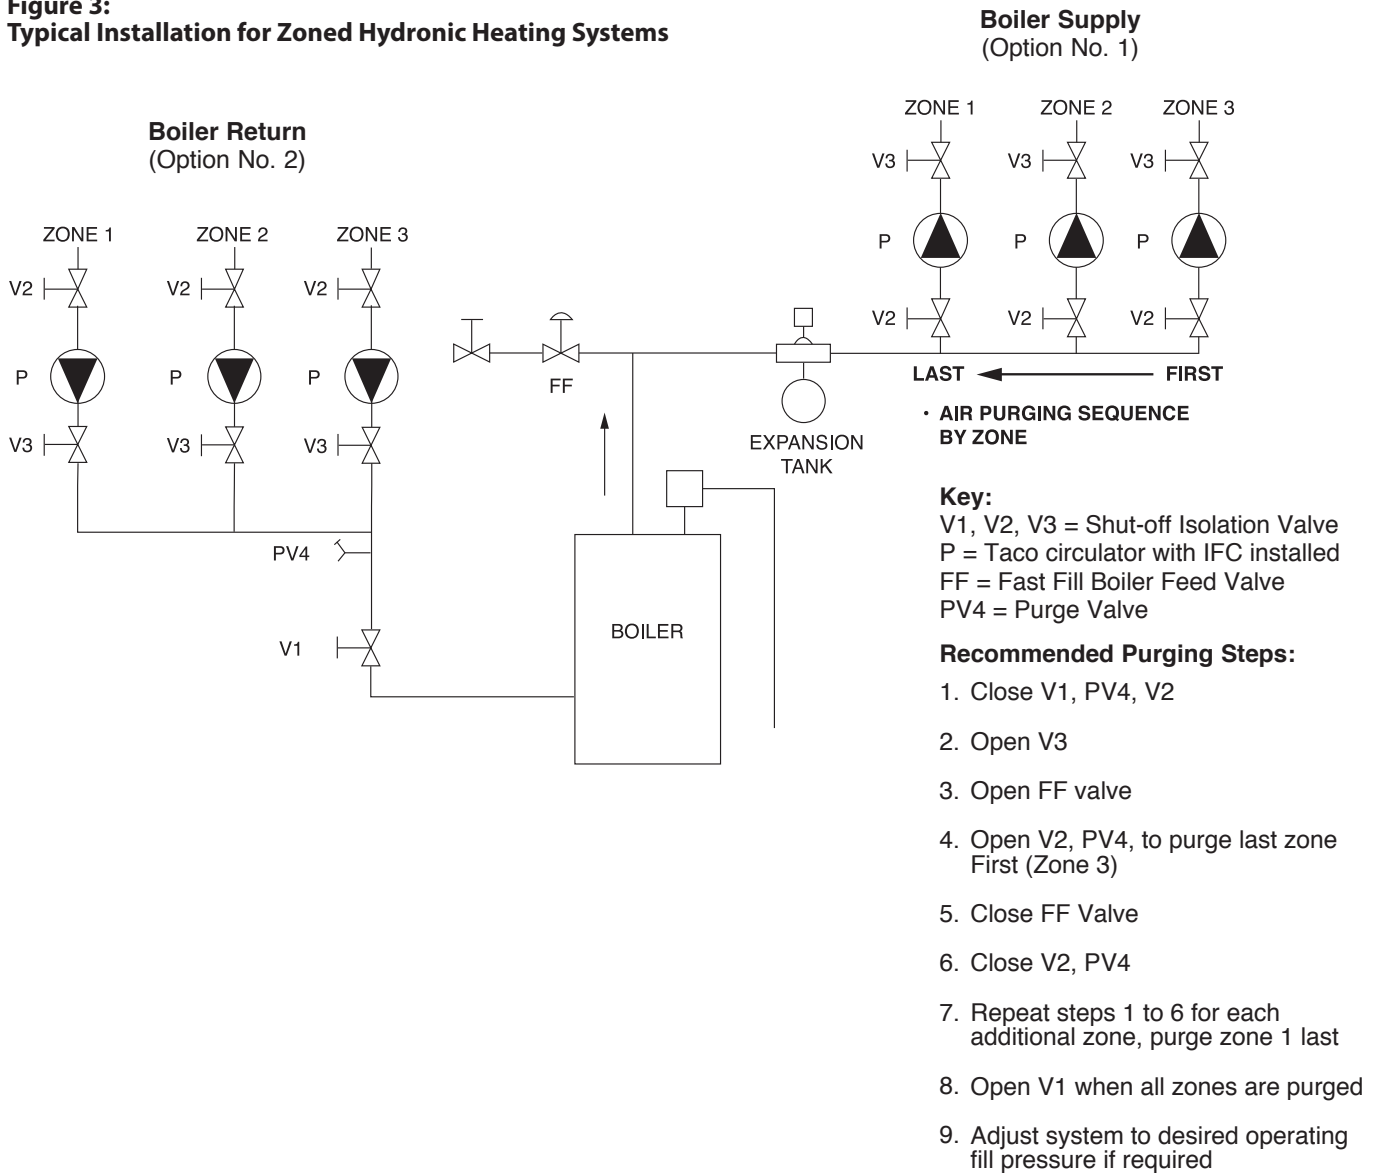 Figure 3:
Typical Installation for Zoned Hydronic Heating Systems
Boiler Supply
(Option No. 1)
ZONE 1 ZONE 2 ZONE 3
V3 V3 V3
P P P
V2 V2 V2
LAST FIRST
• AIR PURGING SEQUENCE
BY ZONE
Boiler Return
(Option No. 2)
ZONE 1 ZONE 2 ZONE 3
V2 V2 V2
P P P
V3 V3 V3
PV4
V1
FF
EXPANSION
TANK
BOILER
Key:
V1, V2, V3 = Shut-off Isolation Valve
P = Taco circulator with IFC installed
FF = Fast Fill Boiler Feed Valve
PV4 = Purge Valve
Recommended Purging Steps:
1. Close V1, PV4, V2
2. Open V3
3. Open FF valve
4. Open V2, PV4, to purge last zone
First (Zone 3)
5. Close FF Valve
6. Close V2, PV4
7. Repeat steps 1 to 6 for each
additional zone, purge zone 1 last
8. Open V1 when all zones are purged
9. Adjust system to desired operating
fill pressure if required